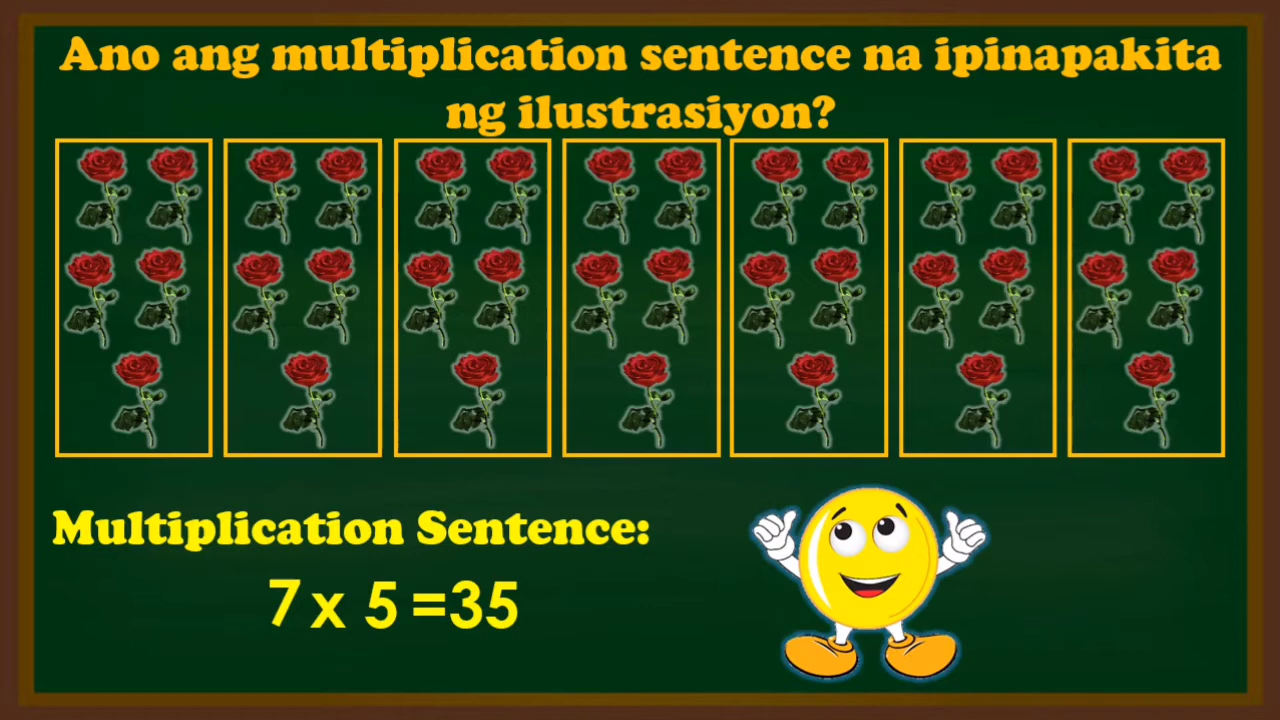 Ano ang multiplication sentence na ipinapakita
ng ilustrasiyon?
Multiplication Sentence:
7 x 5 =35